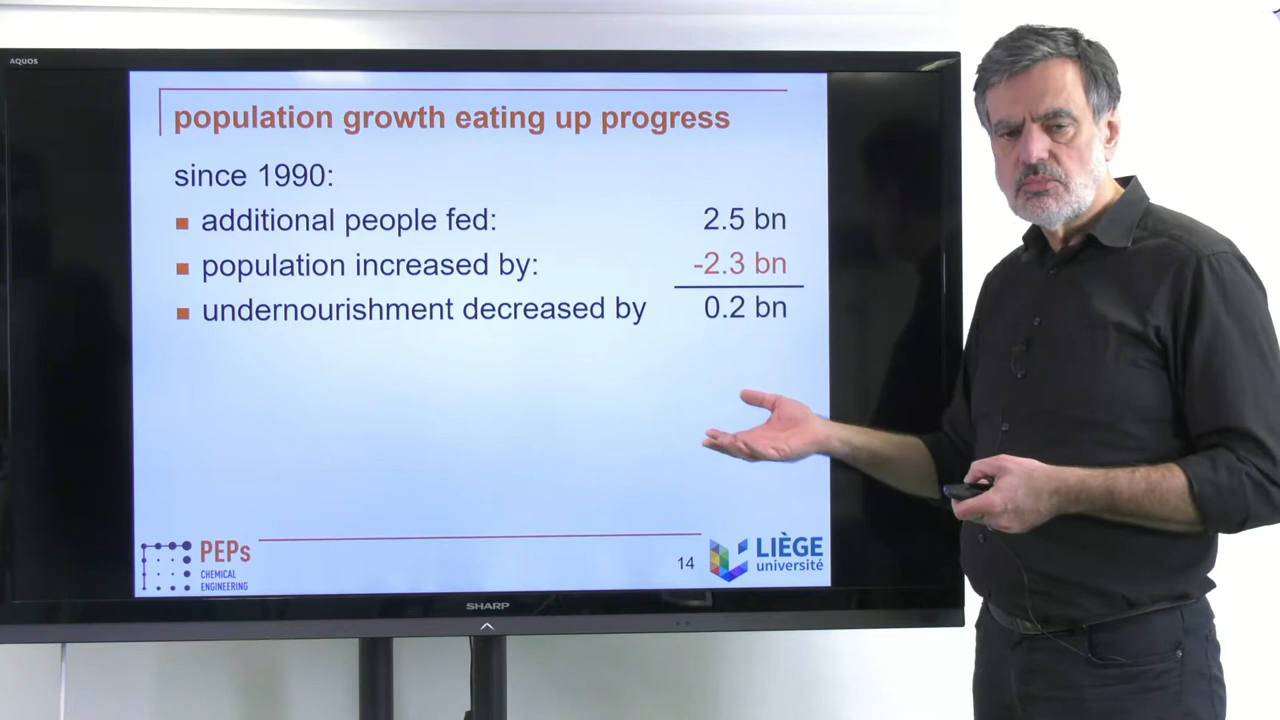 AQUOS
population growth eating up progress
since 1990:
additional people fed: 2.5 bn
population increased by: -2.3 bn
undernourishment decreased by 0.2 bn
PEPs
CHEMICAL
ENGINEERING
14
LIÈGE
université
SHARP